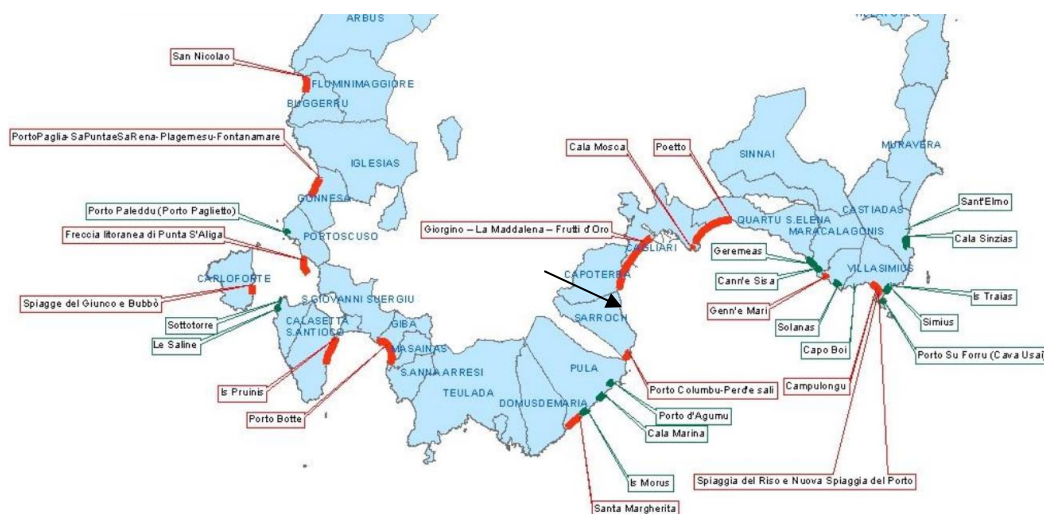 ARBUS
San Nicolao
FLUMINIMAGGIORE
BUGGERRU
PortoPaglia-SaPuntaeSaRena-Plagemesu-Fontanamare
IGLESIAS
GONNESA
Porto Paleddu (Porto Paglietto)
Freccia litoranea di Punta S'Aliga
PORTOSCUSO
CARLOFORTE
Spiagge del Giunco e Bubbò
Sottotorre
Le Saline
S.GIOVANNI SUERGIU
CALASETTA
S.ANTIOCO
GIBA
MASAINAS
S.ANNAARRESI
Is Pruinis
Porto Botte
TEULADA
DOMUSDEMARIA
PULA
SARROCH
CAPOTERRA
CAGLIARI
Giorgino – La Maddalena – Frutti d'Oro
Cala Mosca
Poetto
SINNAI
MURAVERA
QUARTU S.ELENA
MARACALAGONIS
CASTIADAS
VILLASIMIUS
Sant'Elmo
Cala Sinzias
Geremeas
Cann'e Sisa
Genn'e Mari
Solanas
Capo Boi
Is Traias
Simius
Porto Su Forru (Cava Usai)
Campulongu
Spiaggia del Riso e Nuova Spiaggia del Porto
Porto Columbu-Perd'e sali
Porto d'Agumu
Cala Marina
Is Morus
Santa Margherita